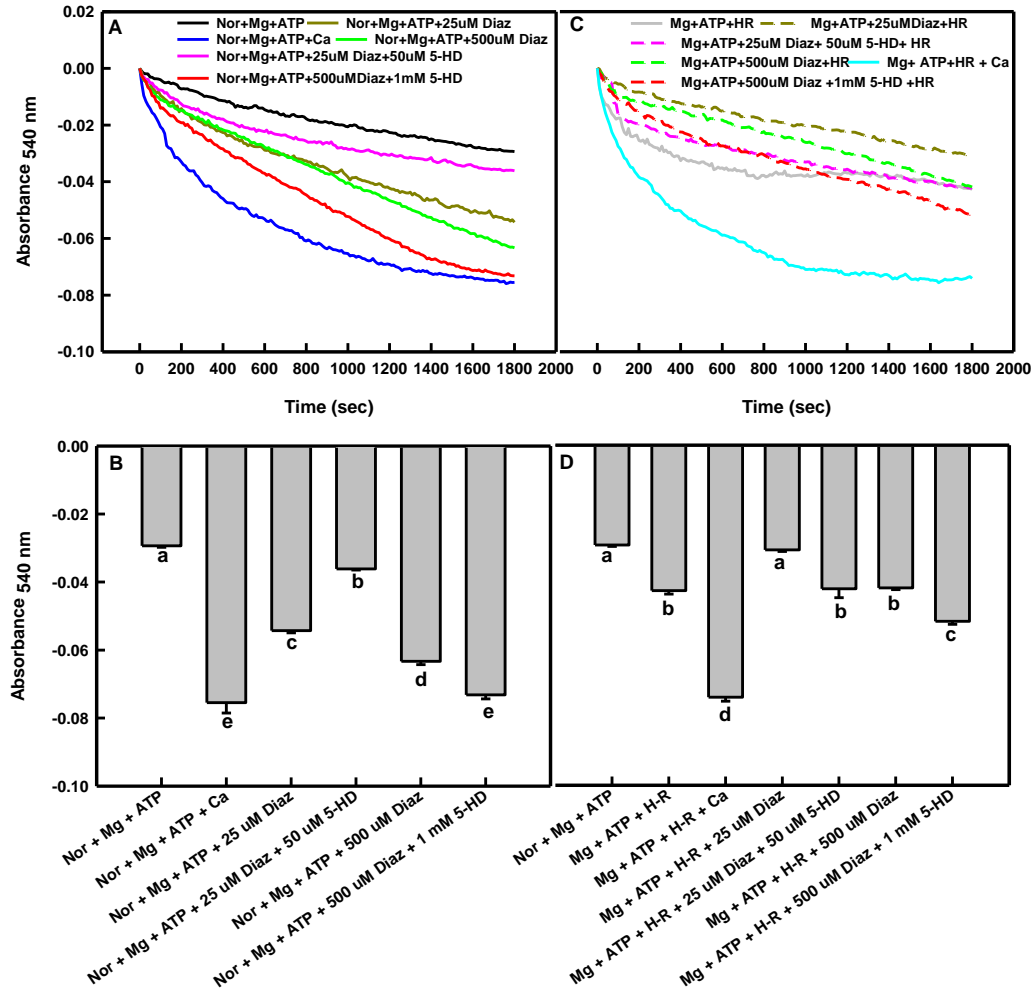 A
Nor+Mg+ATP
Nor+Mg+ATP+25uM Diaz
Nor+Mg+ATP+Ca
Nor+Mg+ATP+500uM Diaz
Nor+Mg+ATP+25uM Diaz+50uM 5-HD
Nor+Mg+ATP+500uMDiaz+1mM 5-HD
0.00
-0.02
-0.04
-0.06
-0.08
-0.10
Absorbance 540 nm
0 200 400 600 800 1000 1200 1400 1600 1800 2000
Time (sec)
C
Mg+ATP+HR
Mg+ATP+25uMDiaz+HR
Mg+ATP+25uM Diaz+ 50uM 5-HD+ HR
Mg+ATP+500uM Diaz+HR
Mg+ ATP+HR + Ca
Mg+ATP+500uM Diaz +1mM 5-HD +HR
0 200 400 600 800 1000 1200 1400 1600 1800 2000
Time (sec)
B
0.00
-0.02
-0.04
-0.06
-0.08
-0.10
Absorbance 540 nm
a
e
c
b
d
e
Nor + Mg + ATP
Nor + Mg + ATP + Ca
Nor + Mg + ATP + 25 uM Diaz
Nor + Mg + ATP + 25 uM Diaz + 50 uM 5-HD
Nor + Mg + ATP + 500 uM Diaz
Nor + Mg + ATP + 500 uM Diaz + 1 mM 5-HD
D
a
b
d
a
b
b
c
Nor + Mg + ATP
Mg + ATP + H-R
Mg + ATP + H-R + Ca
Mg + ATP + H-R + 25 uM Diaz
Mg + ATP + H-R + 25 uM Diaz + 50 uM 5-HD
Mg + ATP + H-R + 500 uM Diaz
Mg + ATP + H-R + 500 uM Diaz + 1 mM 5-HD